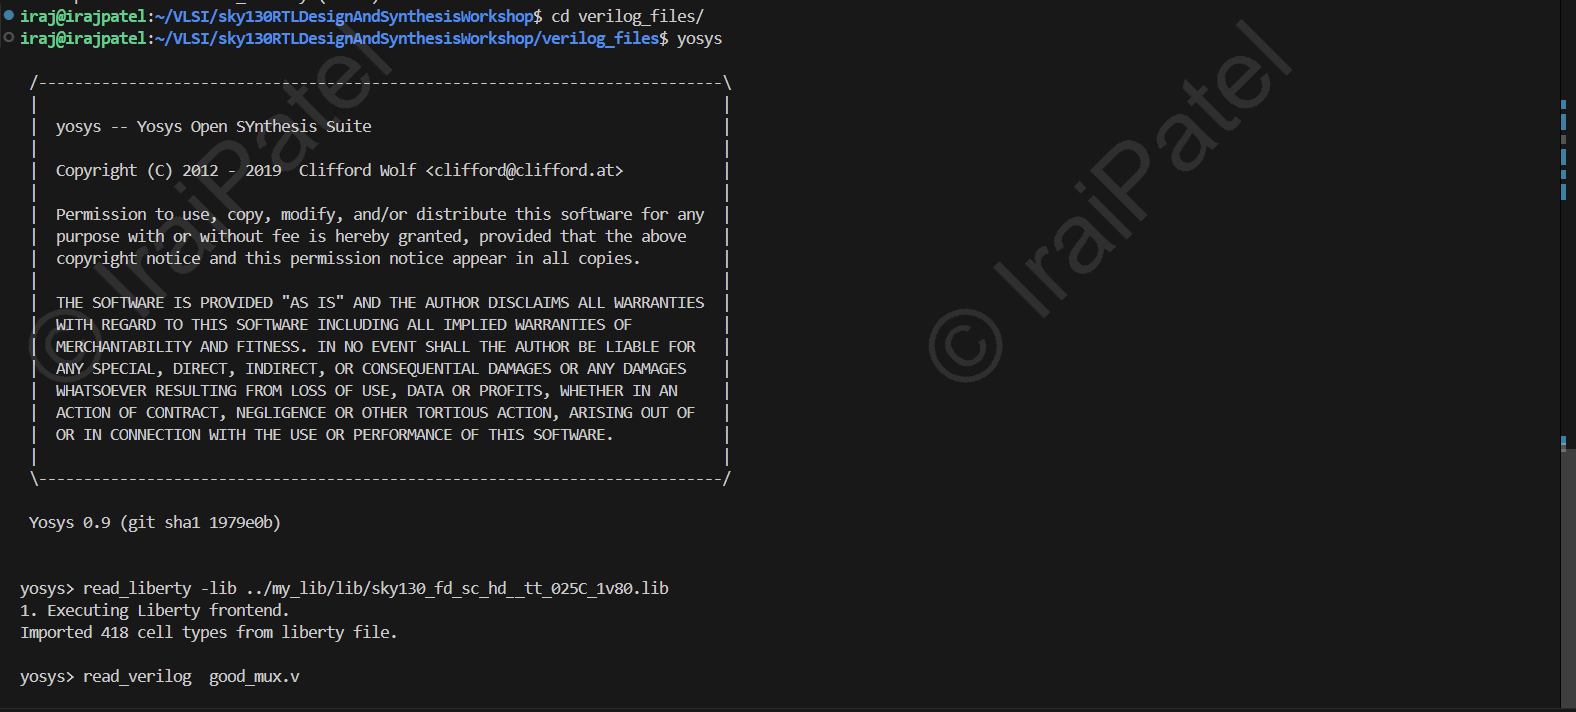 iraj@irajpatel:~/VLSI/sky130RTLDesignAndSynthesisWorkshop$ cd verilog_files/
iraj@irajpatel:~/VLSI/sky130RTLDesignAndSynthesisWorkshop/verilog_files$ yosys
/----------------------------------------------------------------------------\
|                                                                            |
|  yosys -- Yosys Open SYnthesis Suite                                       |
|                                                                            |
|  Copyright (C) 2012 - 2019  Clifford Wolf <clifford@clifford.at>           |
|                                                                            |
|  Permission to use, copy, modify, and/or distribute this software for any  |
|  purpose with or without fee is hereby granted, provided that the above    |
|  copyright notice and this permission notice appear in all copies.         |
|                                                                            |
|  THE SOFTWARE IS PROVIDED "AS IS" AND THE AUTHOR DISCLAIMS ALL WARRANTIES  |
|  WITH REGARD TO THIS SOFTWARE INCLUDING ALL IMPLIED WARRANTIES OF          |
|  MERCHANTABILITY AND FITNESS. IN NO EVENT SHALL THE AUTHOR BE LIABLE FOR   |
|  ANY SPECIAL, DIRECT, INDIRECT, OR CONSEQUENTIAL DAMAGES OR ANY DAMAGES    |
|  WHATSOEVER RESULTING FROM LOSS OF USE, DATA OR PROFITS, WHETHER IN AN     |
|  ACTION OF CONTRACT, NEGLIGENCE OR OTHER TORTIOUS ACTION, ARISING OUT OF   |
|  OR IN CONNECTION WITH THE USE OR PERFORMANCE OF THIS SOFTWARE.            |
|                                                                            |
\----------------------------------------------------------------------------/
Yosys 0.9 (git sha1 1979e0b)
yosys> read_liberty -lib ../my_lib/lib/sky130_fd_sc_hd__tt_025C_1v80.lib
1. Executing Liberty frontend.
Imported 418 cell types from liberty file.
yosys> read_verilog  good_mux.v
© IrajPatel
© IrajPatel